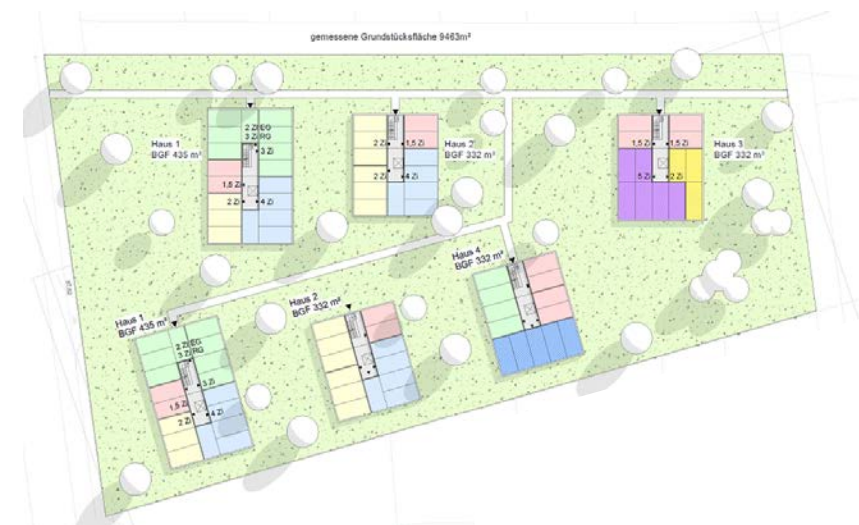 gemessene Grundstücksfläche 9463m²
Haus 1
BGF 435 m²
2 Zi EG
3 Zi RG
3 Zi
1,5 Zi
2 Zi
4 Zi
2 Zi
1,5 Zi
2 Zi
4 Zi
Haus 2
BGF 332 m²
1,5 Zi
1,5 Zi
5 Zi
2 Zi
Haus 3
BGF 332 m²
Haus 4
BGF 332 m²
Haus 2
BGF 332 m²
Haus 1
BGF 435 m²
2 Zi EG
3 Zi RG
3 Zi
1,5 Zi
2 Zi
4 Zi